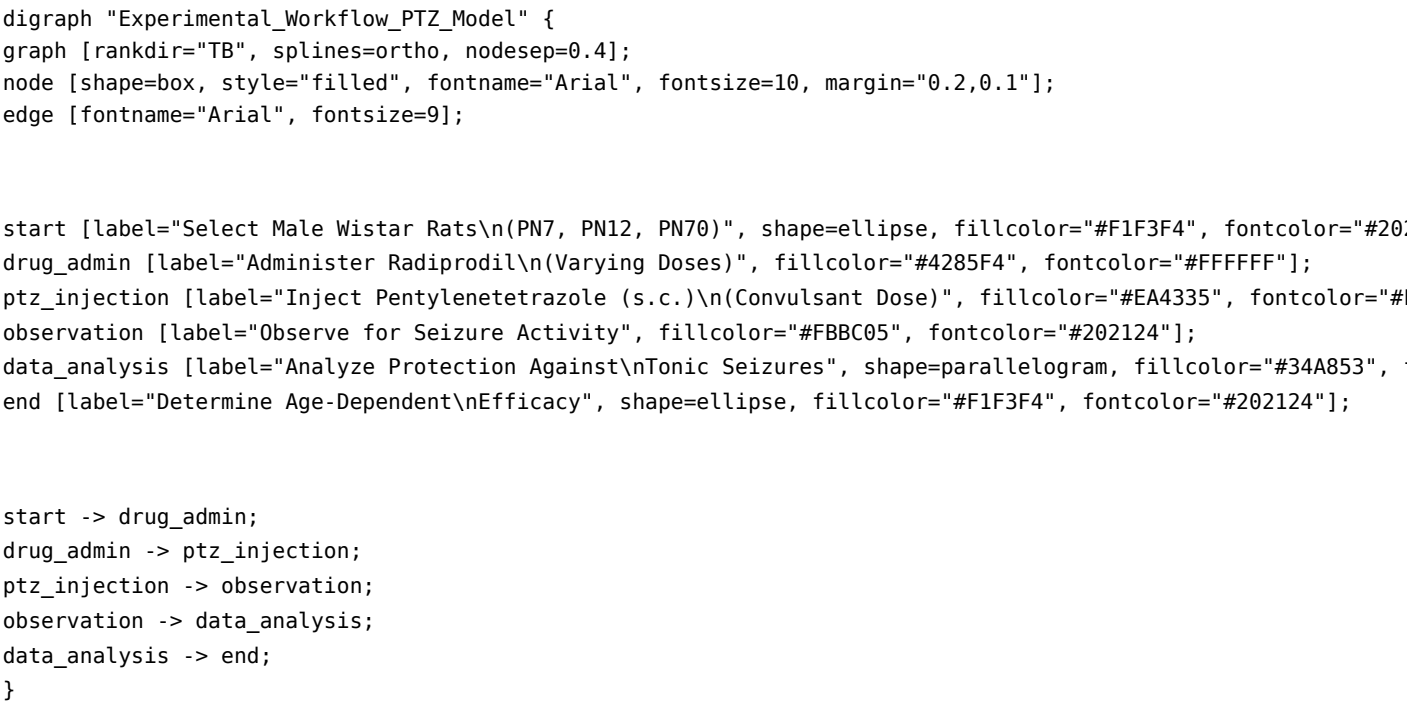 digraph "Experimental_Workflow_PTZ_Model" {
graph [rankdir="TB", splines=ortho, nodesep=0.4];
node [shape=box, style="filled", fontname="Arial", fontsize=10, margin="0.2,0.1"];
edge [fontname="Arial", fontsize=9];
start [label="Select Male Wistar Rats\n(PN7, PN12, PN70)", shape=ellipse, fillcolor="#F1F3F4", fontcolor="#202
drug_admin [label="Administer Radiprodil\n(Varying Doses)", fillcolor="#4285F4", fontcolor="#FFFFFF"];
ptz_injection [label="Inject Pentylenetetrazole (s.c.)\n(Convulsant Dose)", fillcolor="#EA4335", fontcolor="#
observation [label="Observe for Seizure Activity", fillcolor="#FBBC05", fontcolor="#202124"];
data_analysis [label="Analyze Protection Against\nTonic Seizures", shape=parallelogram, fillcolor="#34A853",
end [label="Determine Age-Dependent\nEfficacy", shape=ellipse, fillcolor="#F1F3F4", fontcolor="#202124"];
start -> drug_admin;
drug_admin -> ptz_injection;
ptz_injection -> observation;
observation -> data_analysis;
data_analysis -> end;
}